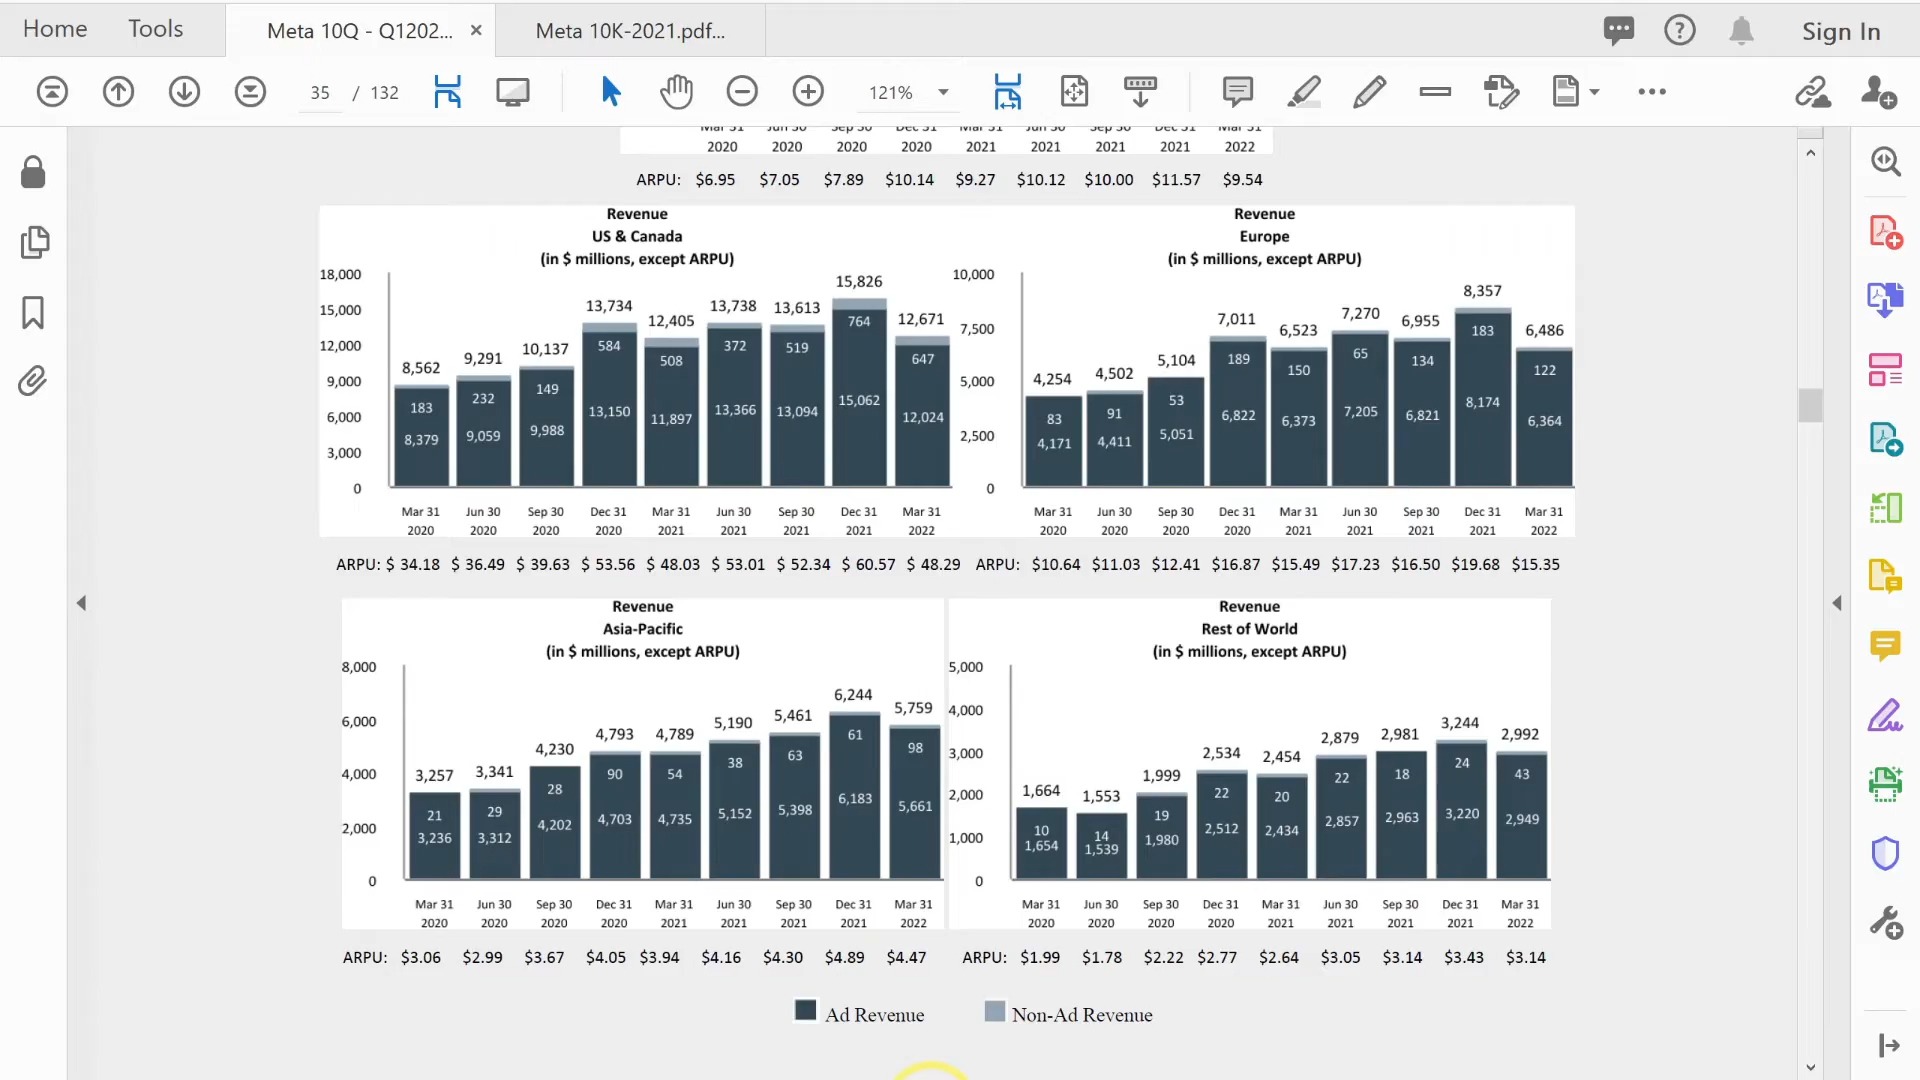 Home Tools Meta 10Q - Q1202... × Meta 10K-2021.pdf... Sign In
35 / 132 121%
Mar 31 Jun 30 Sep 30 Dec 31 Mar 31 Jun 30 Sep 30 Dec 31 Mar 31
2020 2020 2020 2020 2021 2021 2021 2021 2022
ARPU: $6.95 $7.05 $7.89 $10.14 $9.27 $10.12 $10.00 $11.57 $9.54
Revenue
US & Canada
(in $ millions, except ARPU)
18,000
15,000
12,000
9,000
6,000
3,000
0
8,562 9,291 10,137 13,734 12,405 13,738 13,613 15,826 12,671
183 232 149 584 508 372 519 764 647
8,379 9,059 9,988 13,150 11,897 13,366 13,094 15,062 12,024
Mar 31 Jun 30 Sep 30 Dec 31 Mar 31 Jun 30 Sep 30 Dec 31 Mar 31
2020 2020 2020 2020 2021 2021 2021 2021 2022
ARPU: $ 34.18 $ 36.49 $ 39.63 $ 53.56 $ 48.03 $ 53.01 $ 52.34 $ 60.57 $ 48.29
Revenue
Europe
(in $ millions, except ARPU)
10,000
7,500
5,000
2,500
0
4,254 4,502 5,104 7,011 6,523 7,270 6,955 8,357 6,486
83 91 53 189 150 65 134 183 122
4,171 4,411 5,051 6,822 6,373 7,205 6,821 8,174 6,364
Mar 31 Jun 30 Sep 30 Dec 31 Mar 31 Jun 30 Sep 30 Dec 31 Mar 31
2020 2020 2020 2020 2021 2021 2021 2021 2022
ARPU: $10.64 $11.03 $12.41 $16.87 $15.49 $17.23 $16.50 $19.68 $15.35
Revenue
Asia-Pacific
(in $ millions, except ARPU)
8,000
6,000
4,000
2,000
0
3,257 3,341 4,230 4,793 4,789 5,190 5,461 6,244 5,759
21 29 28 90 54 38 63 61 98
3,236 3,312 4,202 4,703 4,735 5,152 5,398 6,183 5,661
Mar 31 Jun 30 Sep 30 Dec 31 Mar 31 Jun 30 Sep 30 Dec 31 Mar 31
2020 2020 2020 2020 2021 2021 2021 2021 2022
ARPU: $3.06 $2.99 $3.67 $4.05 $3.94 $4.16 $4.30 $4.89 $4.47
Revenue
Rest of World
(in $ millions, except ARPU)
5,000
4,000
3,000
2,000
1,000
0
1,664 1,553 1,999 2,534 2,454 2,879 2,981 3,244 2,992
10 14 19 22 20 22 18 24 43
1,654 1,539 1,980 2,512 2,434 2,857 2,963 3,220 2,949
Mar 31 Jun 30 Sep 30 Dec 31 Mar 31 Jun 30 Sep 30 Dec 31 Mar 31
2020 2020 2020 2020 2021 2021 2021 2021 2022
ARPU: $1.99 $1.78 $2.22 $2.77 $2.64 $3.05 $3.14 $3.43 $3.14
Ad Revenue Non-Ad Revenue